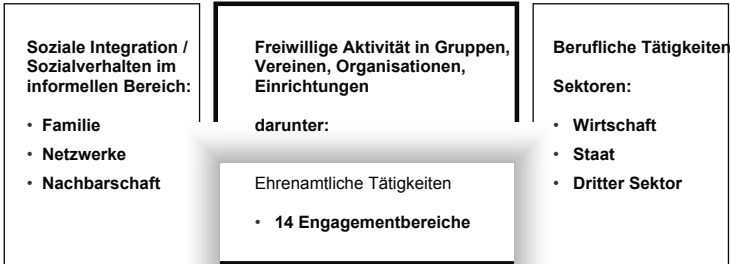 Soziale Integration /
Sozialverhalten im
informellen Bereich:
• Familie
• Netzwerke
• Nachbarschaft
Freiwillige Aktivität in Gruppen,
Vereinen, Organisationen,
Einrichtungen
darunter:
Ehrenamtliche Tätigkeiten
• 14 Engagementbereiche
Berufliche Tätigkeiten
Sektoren:
• Wirtschaft
• Staat
• Dritter Sektor